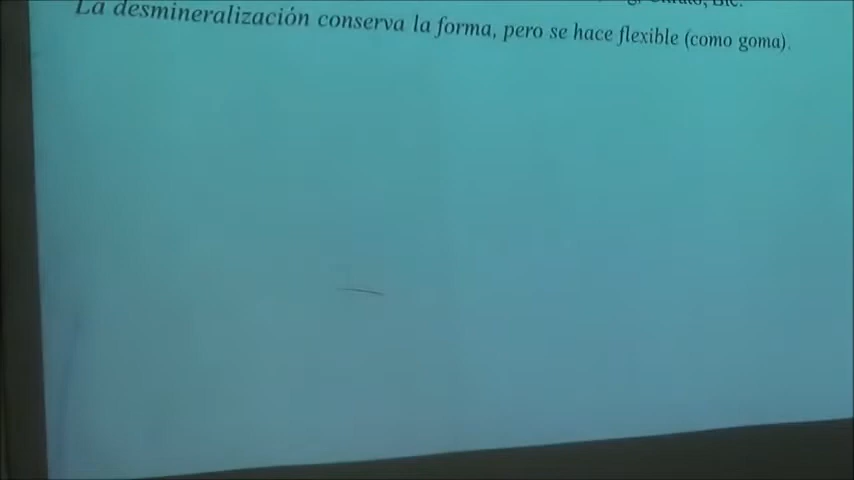 La desmineralización conserva la forma, pero se hace flexible (como goma).